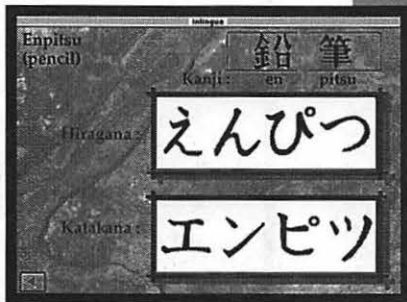 inlingua
Enpitsu
(pencil)
鉛 筆
Kanji : en pitsu
Hiragana : えんぴつ
Katakana : エンピツ